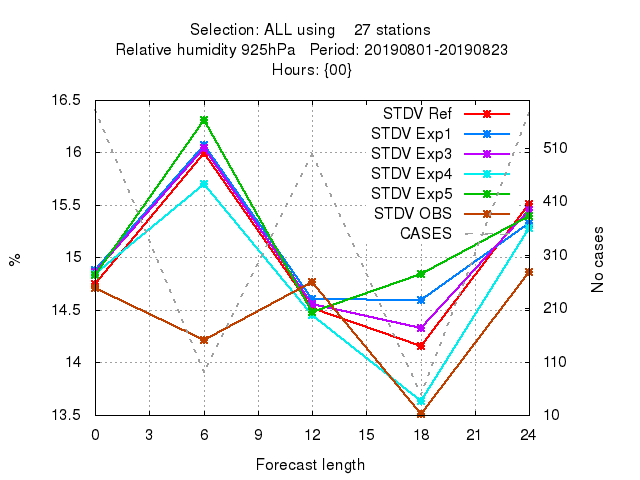 Selection: ALL using    27 stations
Relative humidity 925hPa   Period: 20190801-20190823
Hours: {00}
STDV Ref
STDV Exp1
STDV Exp3
STDV Exp4
STDV Exp5
STDV OBS
CASES
16.5
16
15.5
15
14.5
14
13.5
%
510
410
310
210
110
10
No cases
0 3 6 9 12 15 18 21 24
Forecast length